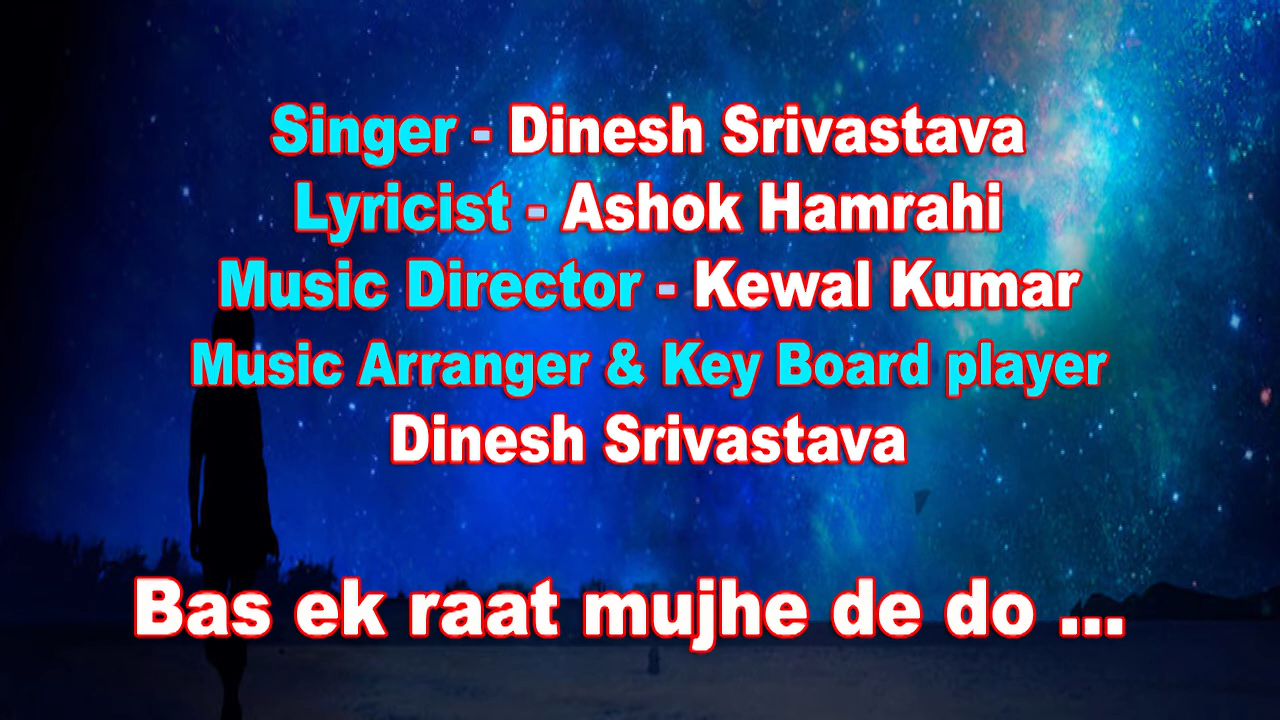 Singer - Dinesh Srivastava
Lyricist - Ashok Hamrahi
Music Director - Kewal Kumar
Music Arranger & Key Board player
Dinesh Srivastava
Bas ek raat mujhe de do ...